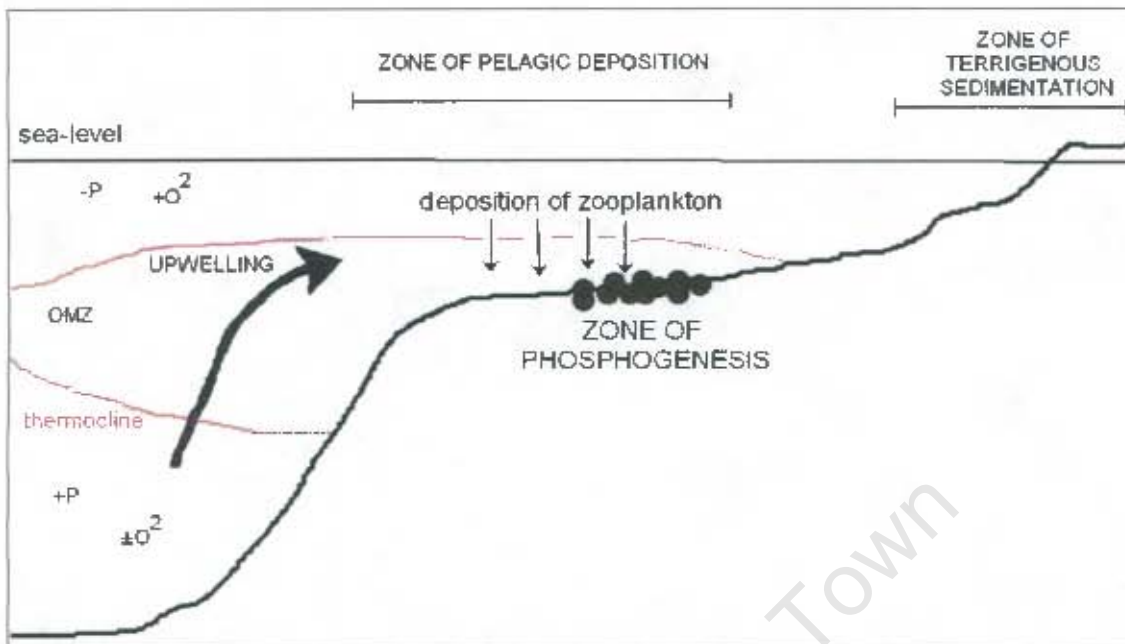 ZONE OF PELAGIC DEPOSITION
ZONE OF
TERRIGENOUS
SEDIMENTATION
sea-level
-P +O²
deposition of zooplankton
UPWELLING
OMZ
ZONE OF
PHOSPHOGENESIS
thermocline
+P
±O²
Town